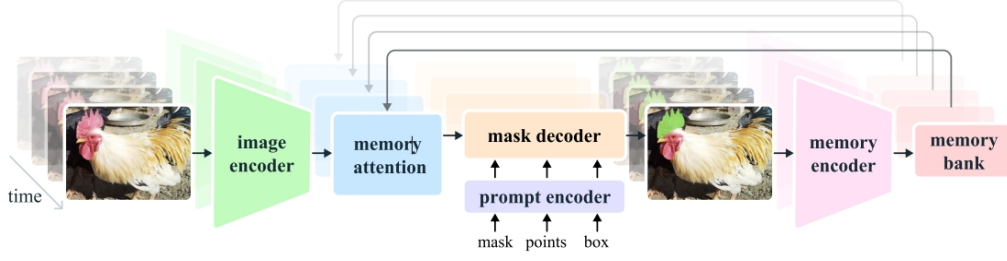 time
image
encoder
memory
attention
mask decoder
prompt encoder
mask points box
memory
encoder
memory
bank